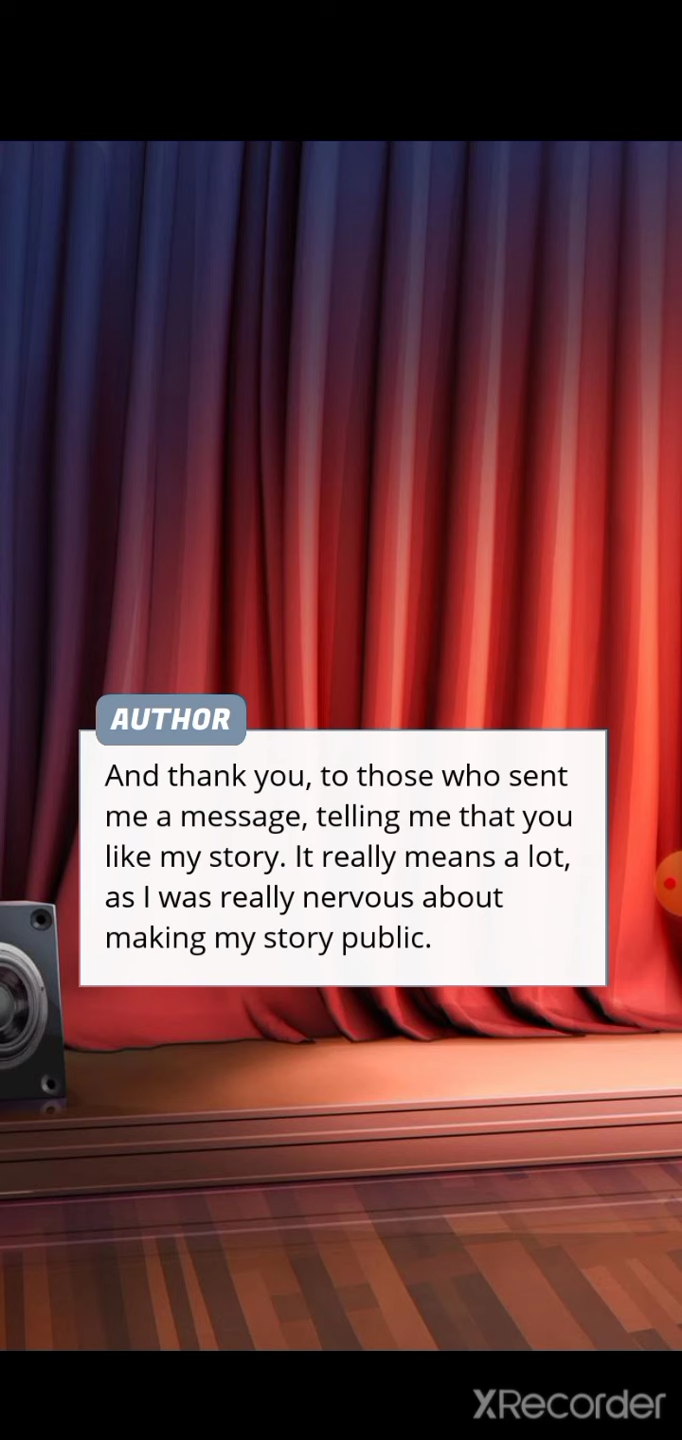 AUTHOR
And thank you, to those who sent
me a message, telling me that you
like my story. It really means a lot,
as I was really nervous about
making my story public.
XRecorder